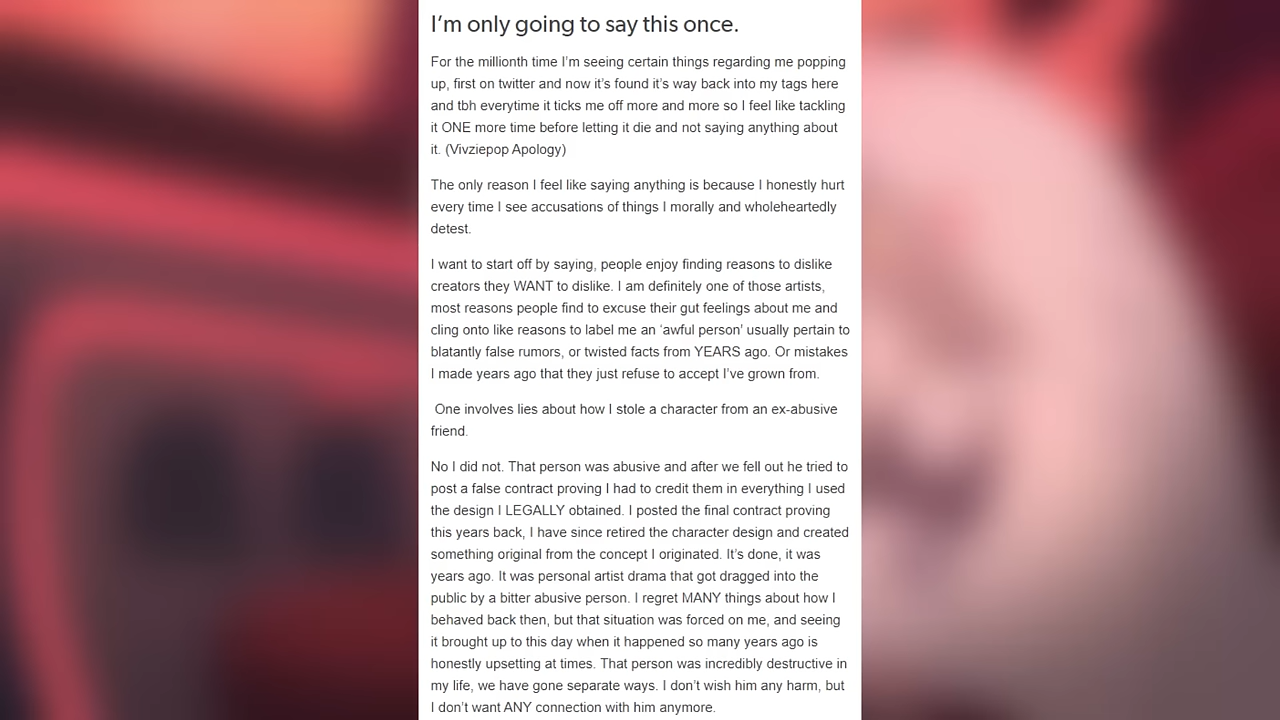 I’m only going to say this once.
For the millionth time I’m seeing certain things regarding me popping
up, first on twitter and now it’s found it’s way back into my tags here
and tbh everytime it ticks me off more and more so I feel like tackling
it ONE more time before letting it die and not saying anything about
it. (Vivziepop Apology)
The only reason I feel like saying anything is because I honestly hurt
every time I see accusations of things I morally and wholeheartedly
detest.
I want to start off by saying, people enjoy finding reasons to dislike
creators they WANT to dislike. I am definitely one of those artists,
most reasons people find to excuse their gut feelings about me and
cling onto like reasons to label me an ‘awful person’ usually pertain to
blatantly false rumors, or twisted facts from YEARS ago. Or mistakes
I made years ago that they just refuse to accept I’ve grown from.
One involves lies about how I stole a character from an ex-abusive
friend.
No I did not. That person was abusive and after we fell out he tried to
post a false contract proving I had to credit them in everything I used
the design I LEGALLY obtained. I posted the final contract proving
this years back, I have since retired the character design and created
something original from the concept I originated. It’s done, it was
years ago. It was personal artist drama that got dragged into the
public by a bitter abusive person. I regret MANY things about how I
behaved back then, but that situation was forced on me, and seeing
it brought up to this day when it happened so many years ago is
honestly upsetting at times. That person was incredibly destructive in
my life, we have gone separate ways. I don’t wish him any harm, but
I don’t want ANY connection with him anymore.